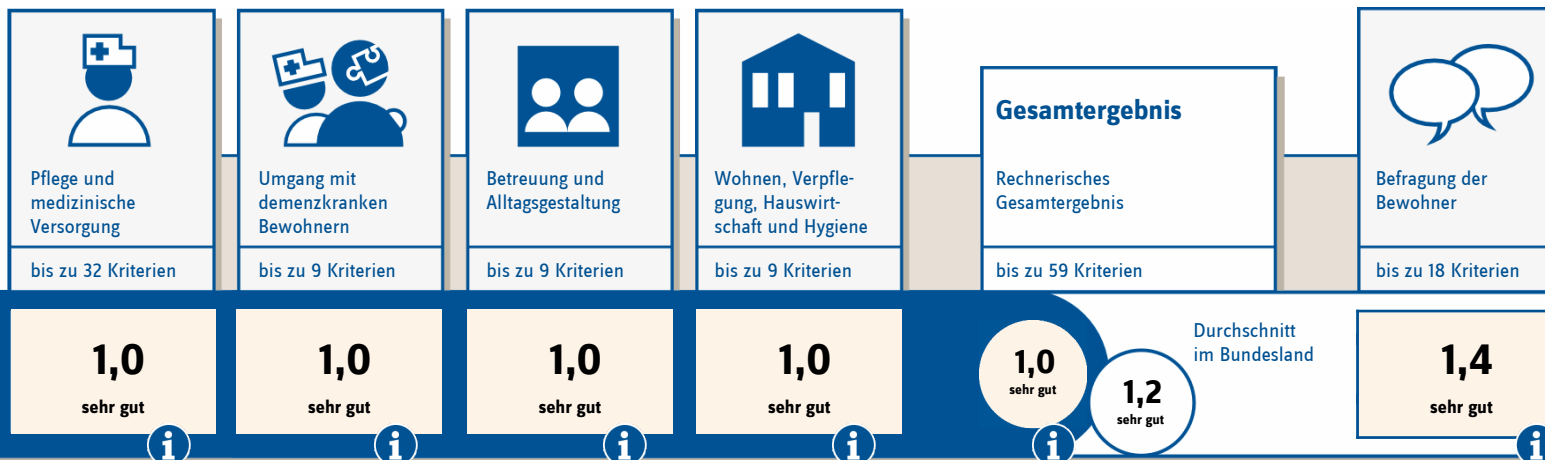 Pflege und
medizinische
Versorgung
bis zu 32 Kriterien
1,0
sehr gut
i
Umgang mit
demenzkranken
Bewohnern
bis zu 9 Kriterien
1,0
sehr gut
i
Betreuung und
Alltagsgestaltung
bis zu 9 Kriterien
1,0
sehr gut
i
Wohnen, Verpfle-
gung, Hauswirt-
schaft und Hygiene
bis zu 9 Kriterien
1,0
sehr gut
i
Gesamtergebnis
Rechnerisches
Gesamtergebnis
bis zu 59 Kriterien
1,0
sehr gut
i
Durchschnitt
im Bundesland
1,2
sehr gut
Befragung der
Bewohner
bis zu 18 Kriterien
1,4
sehr gut
i